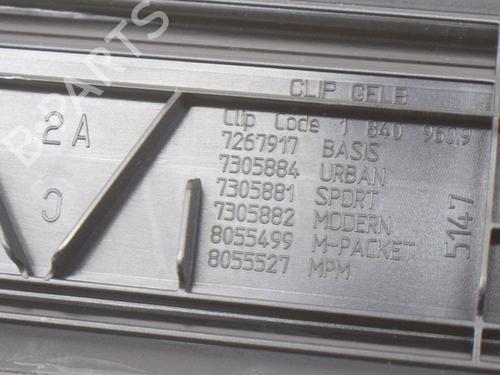 CLIP GELB
Clip Code 1 840 960.9
7267917 BASIS
7305884 URBAN
7305881 SPORT
7305882 MODERN
8055499 M-PACKET
8055527 MPM
5147
2A
C
B-PARTS